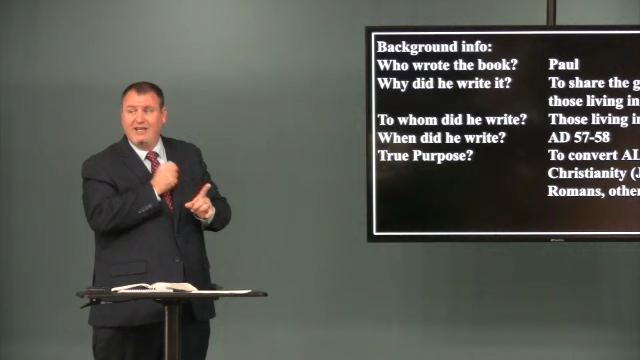 Background info:
Who wrote the book? Paul
Why did he write it? To share the g
those living in
To whom did he write? Those living in
When did he write? AD 57-58
True Purpose? To convert AL
Christianity (J
Romans, other